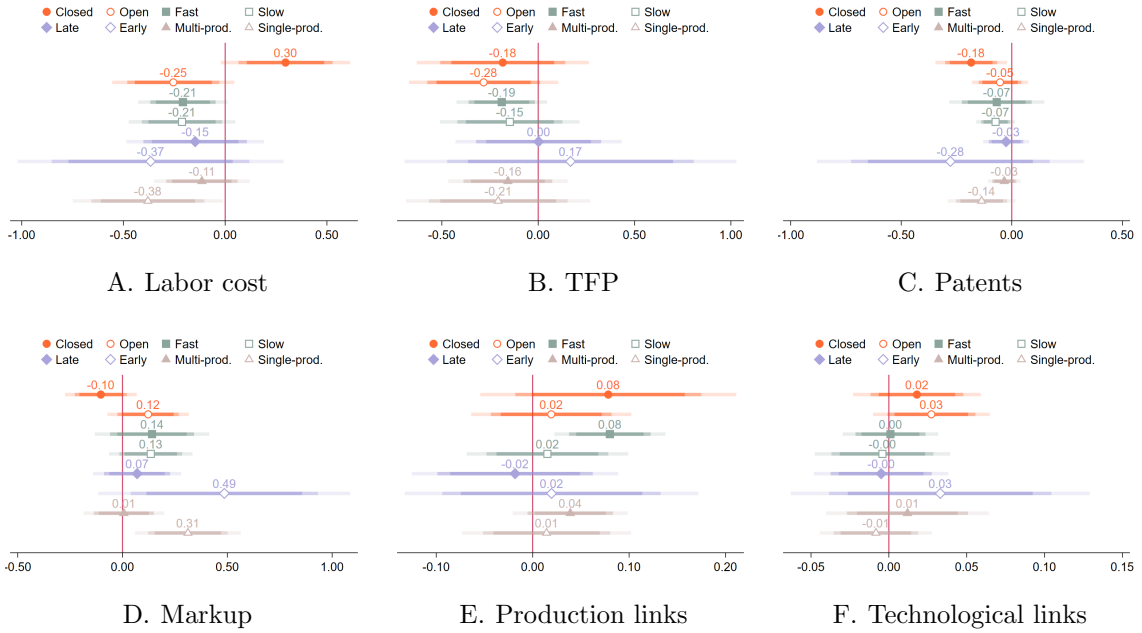 Closed Open Fast Slow
Late Early Multi-prod. Single-prod.
0.30
-0.25
-0.21
-0.21
-0.15
-0.37
-0.11
-0.38
-1.00 -0.50 0.00 0.50
A. Labor cost
Closed Open Fast Slow
Late Early Multi-prod. Single-prod.
-0.18
-0.28
-0.19
-0.15
0.00
0.17
-0.16
-0.21
-0.50 0.00 0.50 1.00
B. TFP
Closed Open Fast Slow
Late Early Multi-prod. Single-prod.
-0.18
-0.05
-0.07
-0.07
-0.03
-0.28
-0.03
-0.14
-1.00 -0.50 0.00 0.50
C. Patents
Closed Open Fast Slow
Late Early Multi-prod. Single-prod.
-0.10
0.12
0.14
0.13
0.07
0.49
0.01
0.31
-0.50 0.00 0.50 1.00
D. Markup
Closed Open Fast Slow
Late Early Multi-prod. Single-prod.
0.08
0.02
0.08
0.02
-0.02
0.02
0.04
0.01
-0.10 0.00 0.10 0.20
E. Production links
Closed Open Fast Slow
Late Early Multi-prod. Single-prod.
0.02
0.03
0.00
-0.00
-0.00
0.03
0.01
-0.01
-0.05 0.00 0.05 0.10 0.15
F. Technological links